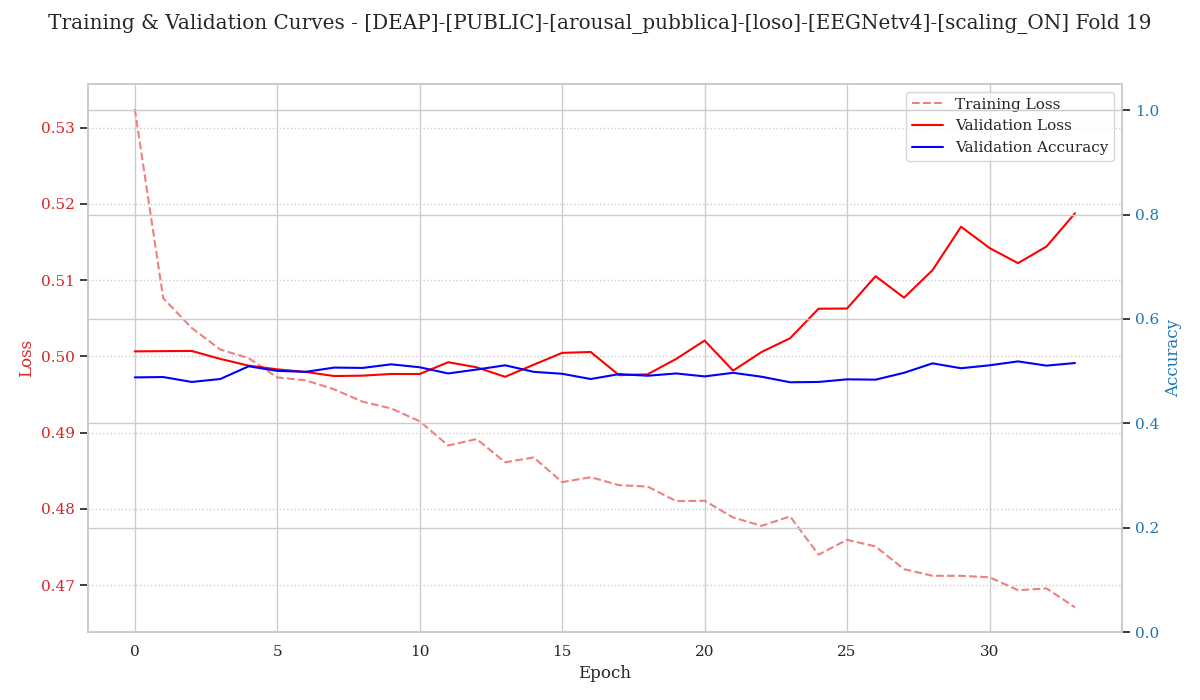 Training & Validation Curves - [DEAP]-[PUBLIC]-[arousal_pubblica]-[loso]-[EEGNetv4]-[scaling_ON] Fold 19
Training Loss
Validation Loss
Validation Accuracy
0.53
0.52
0.51
0.50
0.49
0.48
0.47
Loss
1.0
0.8
0.6
0.4
0.2
0.0
Accuracy
0 5 10 15 20 25 30
Epoch